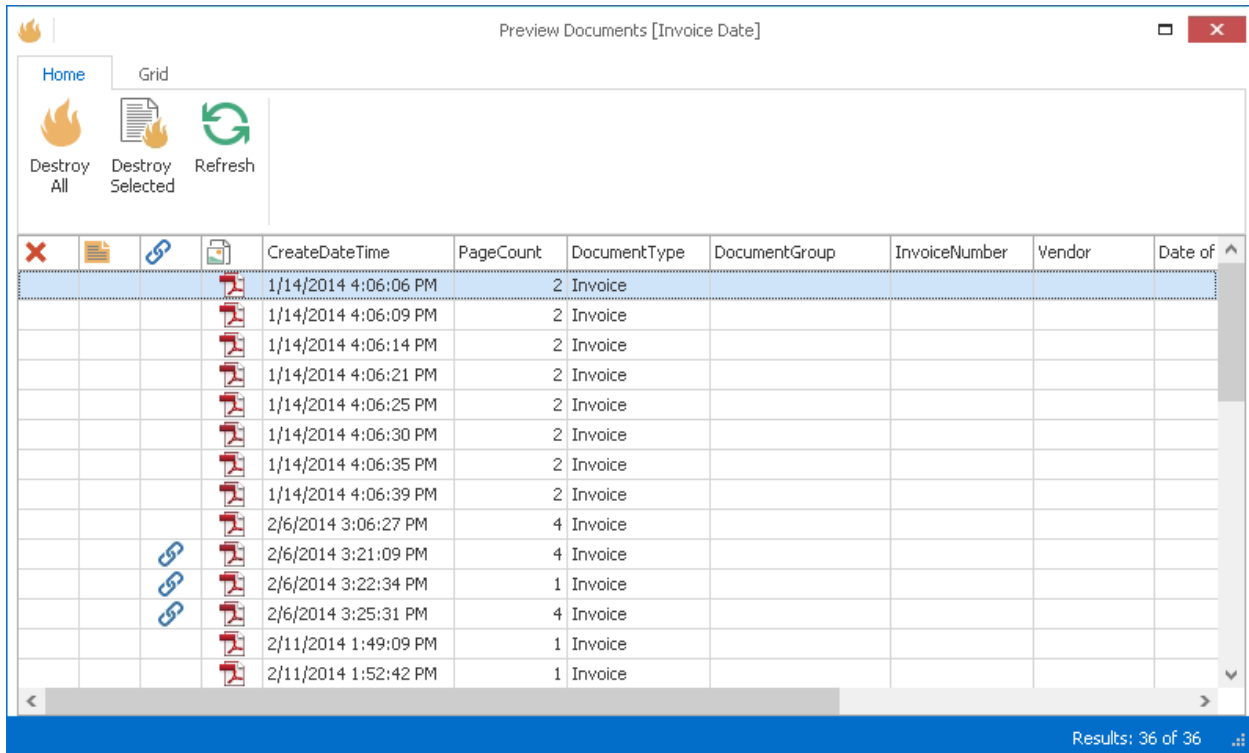 Preview Documents [Invoice Date]
Home Grid
Destroy All Destroy Selected Refresh
CreateDateTime PageCount DocumentType DocumentGroup InvoiceNumber Vendor Date of
1/14/2014 4:06:06 PM 2 Invoice
1/14/2014 4:06:09 PM 2 Invoice
1/14/2014 4:06:14 PM 2 Invoice
1/14/2014 4:06:21 PM 2 Invoice
1/14/2014 4:06:25 PM 2 Invoice
1/14/2014 4:06:30 PM 2 Invoice
1/14/2014 4:06:35 PM 2 Invoice
1/14/2014 4:06:39 PM 2 Invoice
2/6/2014 3:06:27 PM 4 Invoice
2/6/2014 3:21:09 PM 4 Invoice
2/6/2014 3:22:34 PM 1 Invoice
2/6/2014 3:25:31 PM 4 Invoice
2/11/2014 1:49:09 PM 1 Invoice
2/11/2014 1:52:42 PM 1 Invoice
Results: 36 of 36